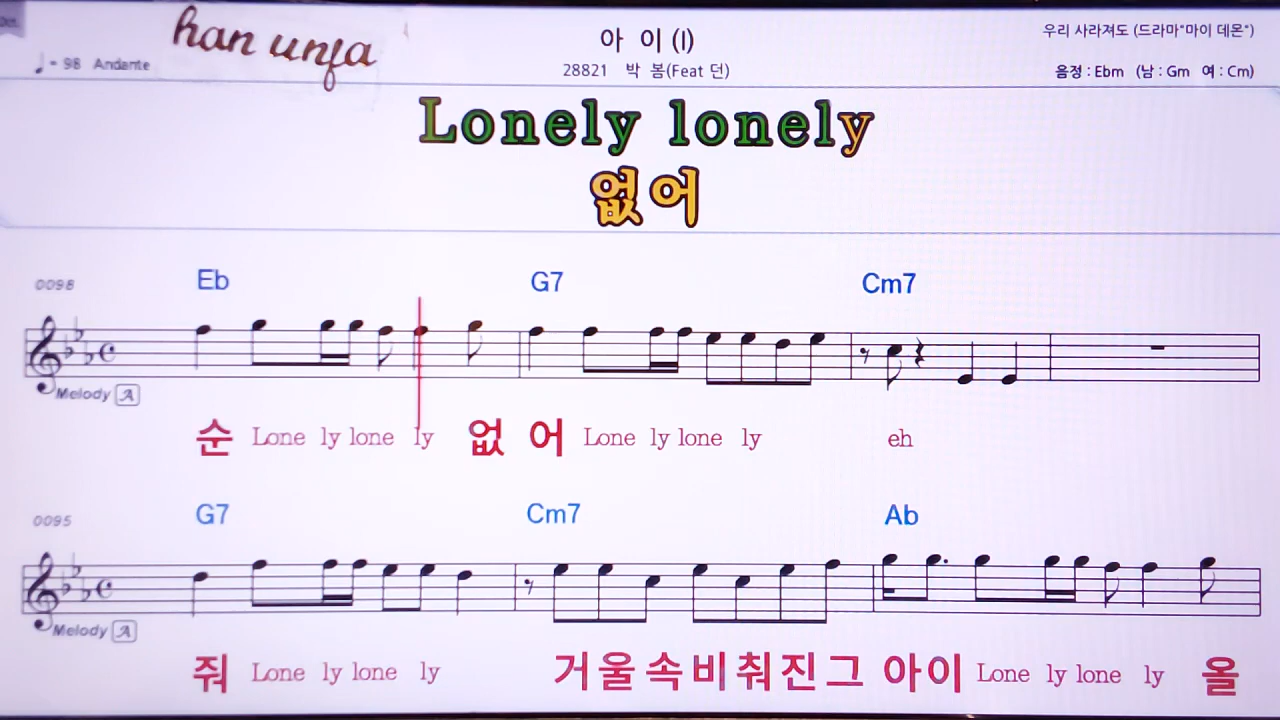 han unja
아 이 (I)
우리 사라져도 (드라마"마이 데몬")
♩= 98 Andante
28821 박 봄(Feat 던)
음정 : Ebm (남 : Gm 여 : Cm)
Lonely lonely
없어
0098
Eb G7 Cm7
Melody A
순 Lone ly lone ly 없 어 Lone ly lone ly eh
0095
G7 Cm7 Ab
Melody A
줘 Lone ly lone ly 거울속비춰진그 아이 Lone ly lone ly 올